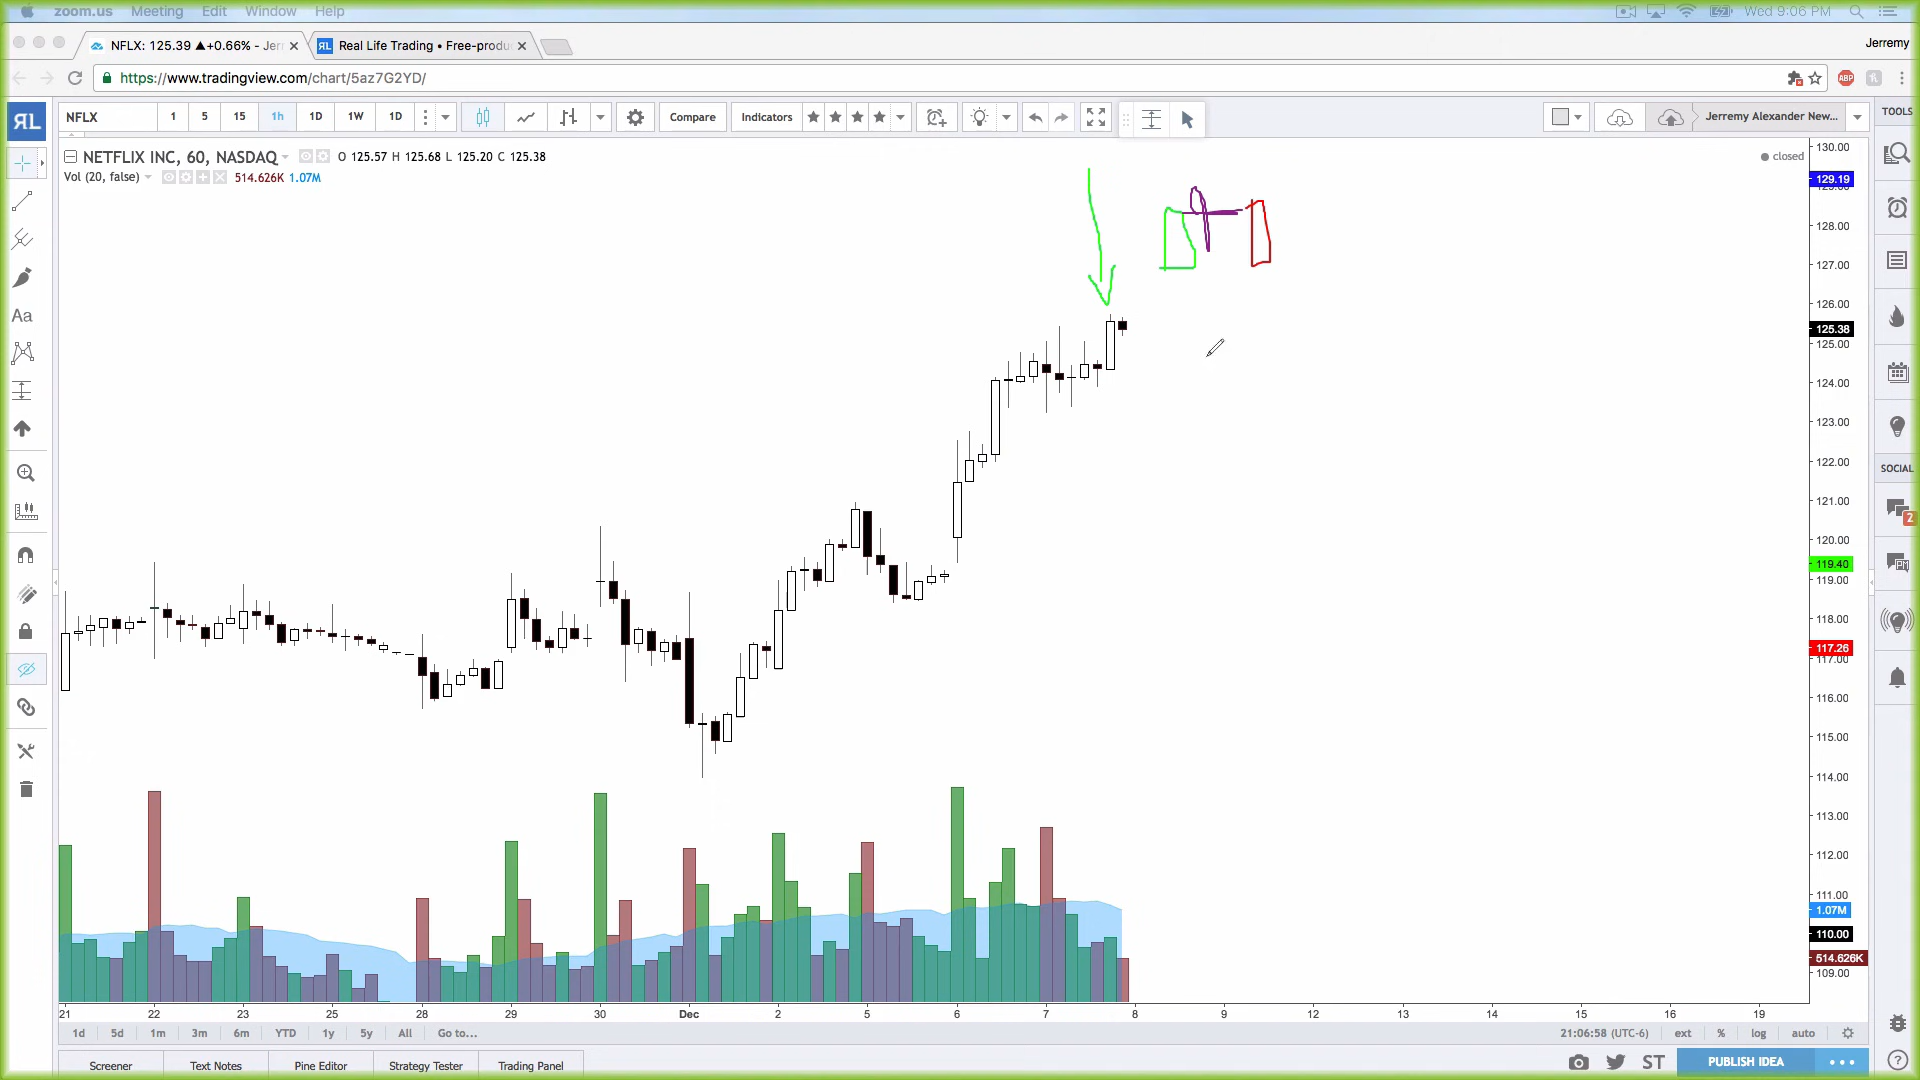 zoom.us Meeting Edit Window Help Wed 9:06 PM
NFLX: 125.39 ▲+0.66% - Jer
RL Real Life Trading • Free-produ
Jerremy
https://www.tradingview.com/chart/5az7G2YD/
ABP
RL NFLX 1 5 15 1h 1D 1W 1D Compare Indicators Jerremy Alexander New... TOOLS
NETFLIX INC, 60, NASDAQ O 125.57 H 125.68 L 125.20 C 125.38
closed
Vol (20, false) 514.626K 1.07M
130.00
129.19
128.00
127.00
126.00
125.38
125.00
124.00
123.00
122.00
121.00
120.00
119.40
119.00
118.00
117.26
117.00
116.00
115.00
114.00
113.00
112.00
111.00
1.07M
110.00
514.626K
109.00
Aa
SOCIAL
2
21 22 23 25 28 29 30 Dec 2 5 6 7 8 9 12 13 14 15 16 19
1d 5d 1m 3m 6m YTD 1y 5y All Go to... 21:06:58 (UTC-6) ext % log auto
Screener Text Notes Pine Editor Strategy Tester Trading Panel ST PUBLISH IDEA ...
?